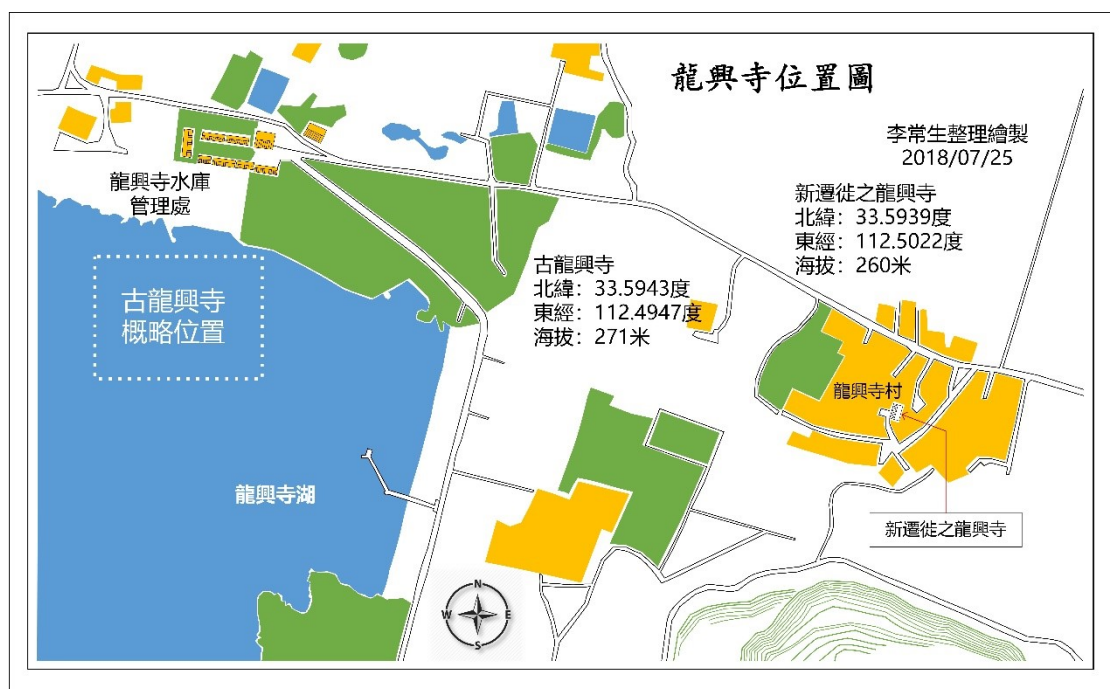 龍興寺位置圖
李常生整理繪製
2018/07/25
新遷徙之龍興寺
北緯：33.5939度
東經：112.5022度
海拔：260米
龍興寺水庫
管理處
古龍興寺
北緯：33.5943度
東經：112.4947度
海拔：271米
古龍興寺
概略位置
龍興寺村
龍興寺湖
新遷徙之龍興寺
N
W
E
S